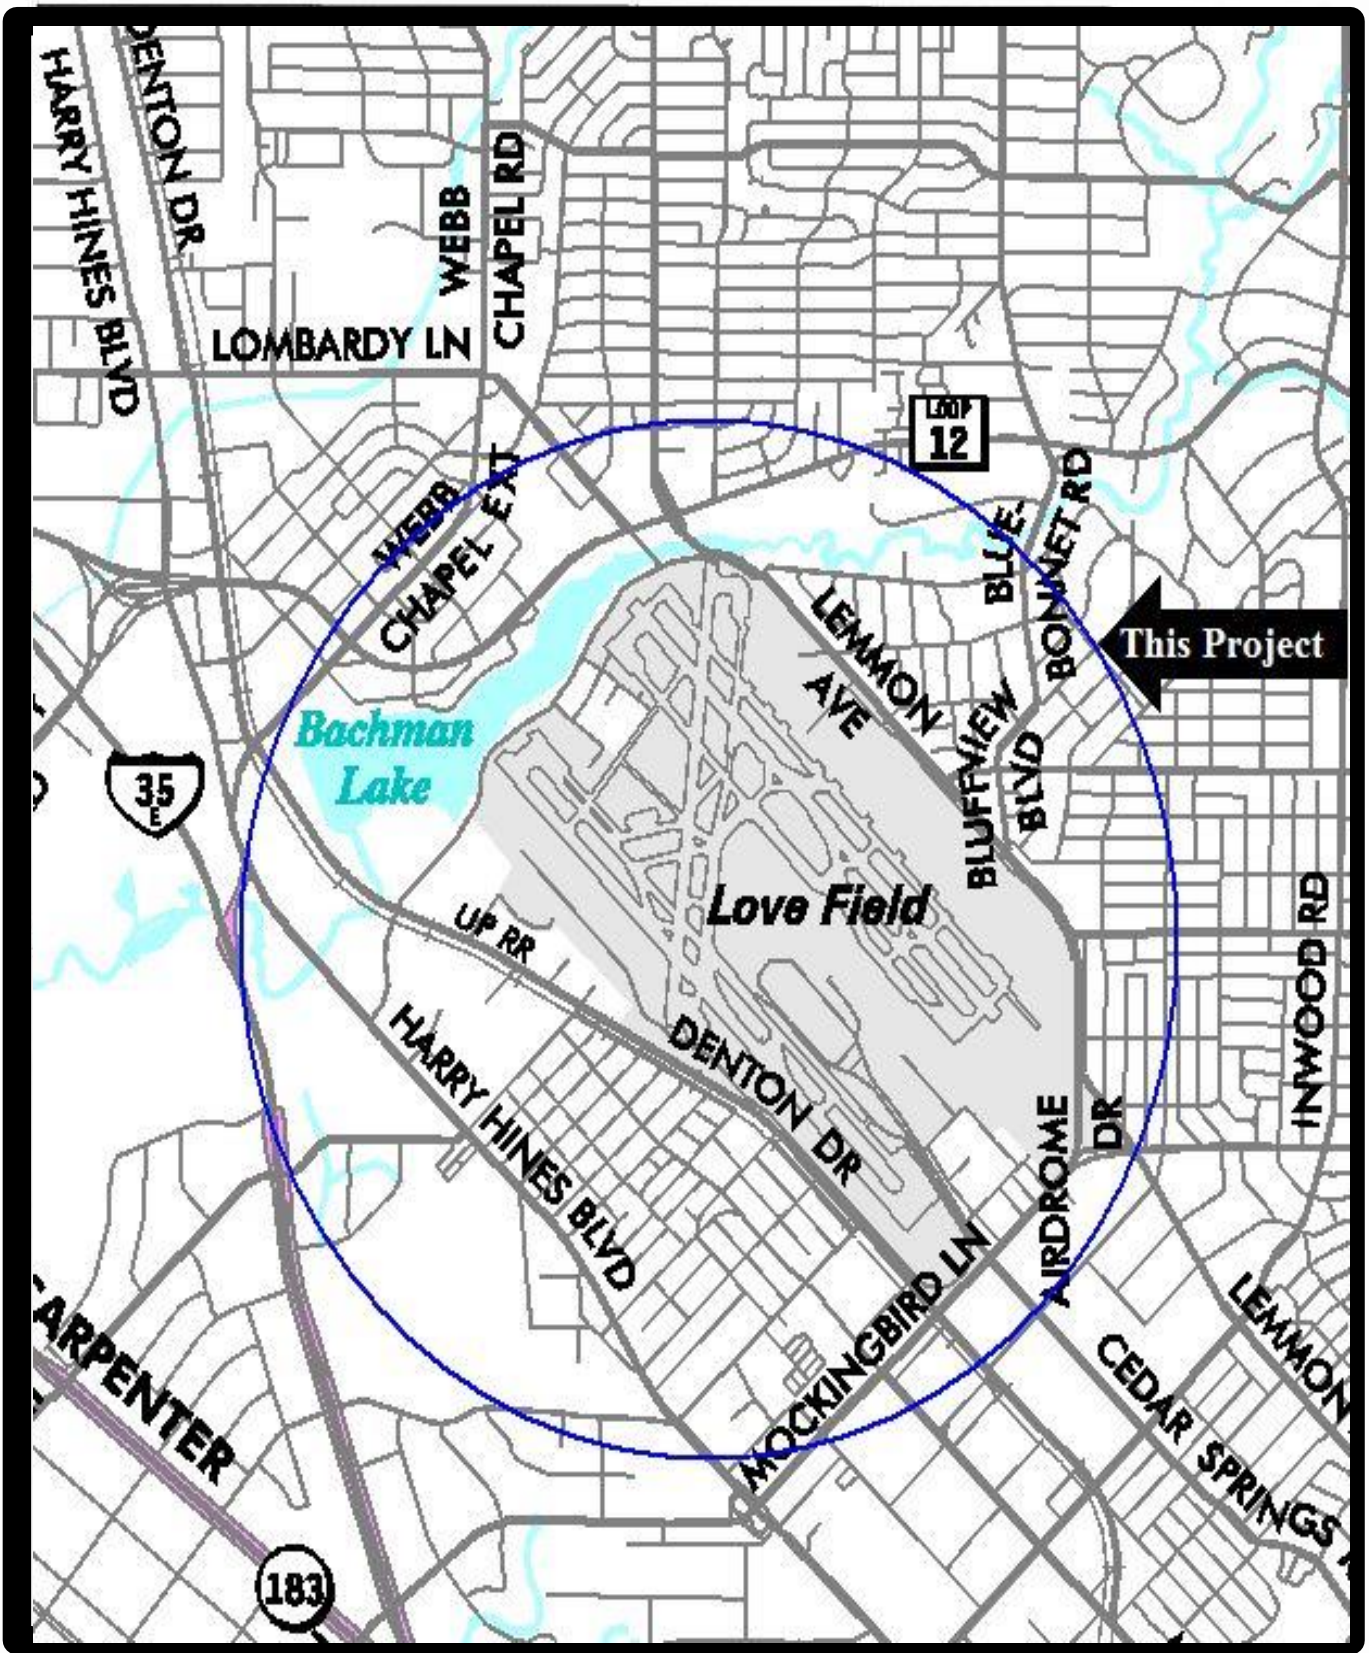 HARRY HINES BLVD
DENTON DR
WEBB
CHAPEL RD
LOMBARDY LN
LOOP
12
WEBB
CHAPEL EXT
BLUE-
BONNET RD
This Project
LEMMON
AVE
Bachman
Lake
BLUFFVIEW
BLVD
35
E
Love Field
UP RR
INWOOD RD
HARRY HINES BLVD
DENTON DR
AIRDROME
DR
MOCKINGBIRD LN
LEMMON
CEDAR SPRINGS
CARPENTER
183